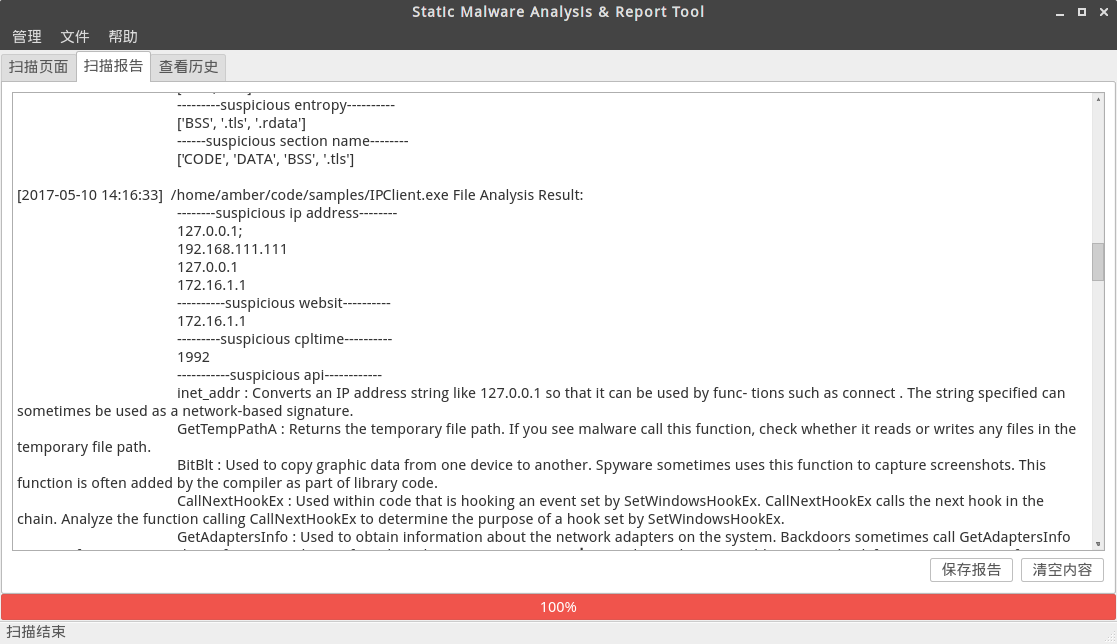 Static Malware Analysis & Report Tool
管理 文件 帮助
扫描页面 扫描报告 查看历史
---------suspicious entropy----------
['BSS', '.tls', '.rdata']
------suspicious section name--------
['CODE', 'DATA', 'BSS', '.tls']
[2017-05-10 14:16:33] /home/amber/code/samples/IPClient.exe File Analysis Result:
--------suspicious ip address--------
127.0.0.1;
192.168.111.111
127.0.0.1
172.16.1.1
----------suspicious websit----------
172.16.1.1
---------suspicious cpltime----------
1992
-----------suspicious api------------
inet_addr : Converts an IP address string like 127.0.0.1 so that it can be used by func- tions such as connect . The string specified can
sometimes be used as a network-based signature.
GetTempPathA : Returns the temporary file path. If you see malware call this function, check whether it reads or writes any files in the
temporary file path.
BitBlt : Used to copy graphic data from one device to another. Spyware sometimes uses this function to capture screenshots. This
function is often added by the compiler as part of library code.
CallNextHookEx : Used within code that is hooking an event set by SetWindowsHookEx. CallNextHookEx calls the next hook in the
chain. Analyze the function calling CallNextHookEx to determine the purpose of a hook set by SetWindowsHookEx.
GetAdaptersInfo : Used to obtain information about the network adapters on the system. Backdoors sometimes call GetAdaptersInfo
保存报告 清空内容
100%
扫描结束